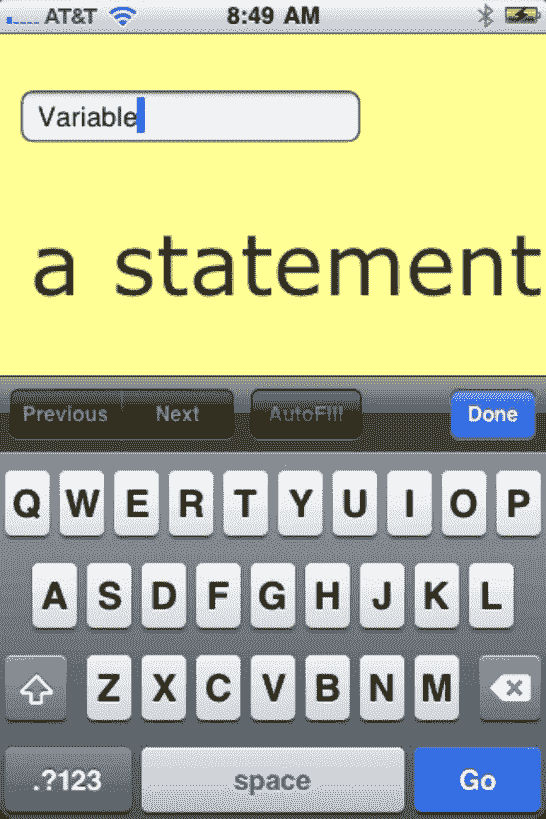 AT&T 8:49 AM
Variable
a statement
Previous Next AutoFill Done
Q W E R T Y U I O P
A S D F G H J K L
Z X C V B N M
.?123 space Go